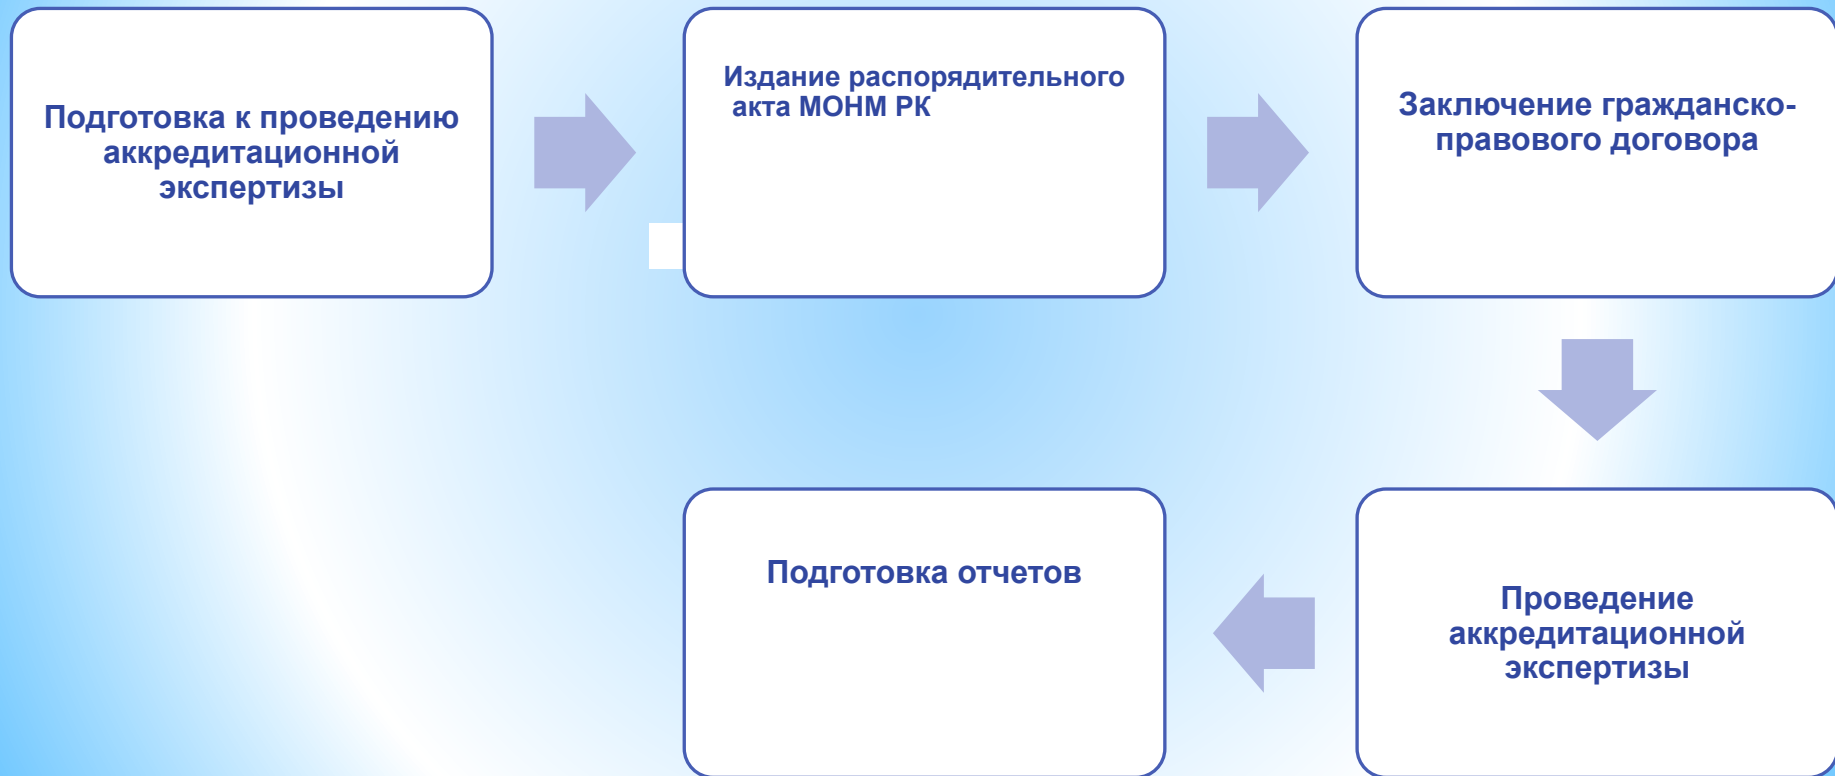 Подготовка к проведению
аккредитационной
экспертизы
Издание распорядительного
акта МОНМ РК
Заключение гражданско-
правового договора
Проведение
аккредитационной
экспертизы
Подготовка отчетов